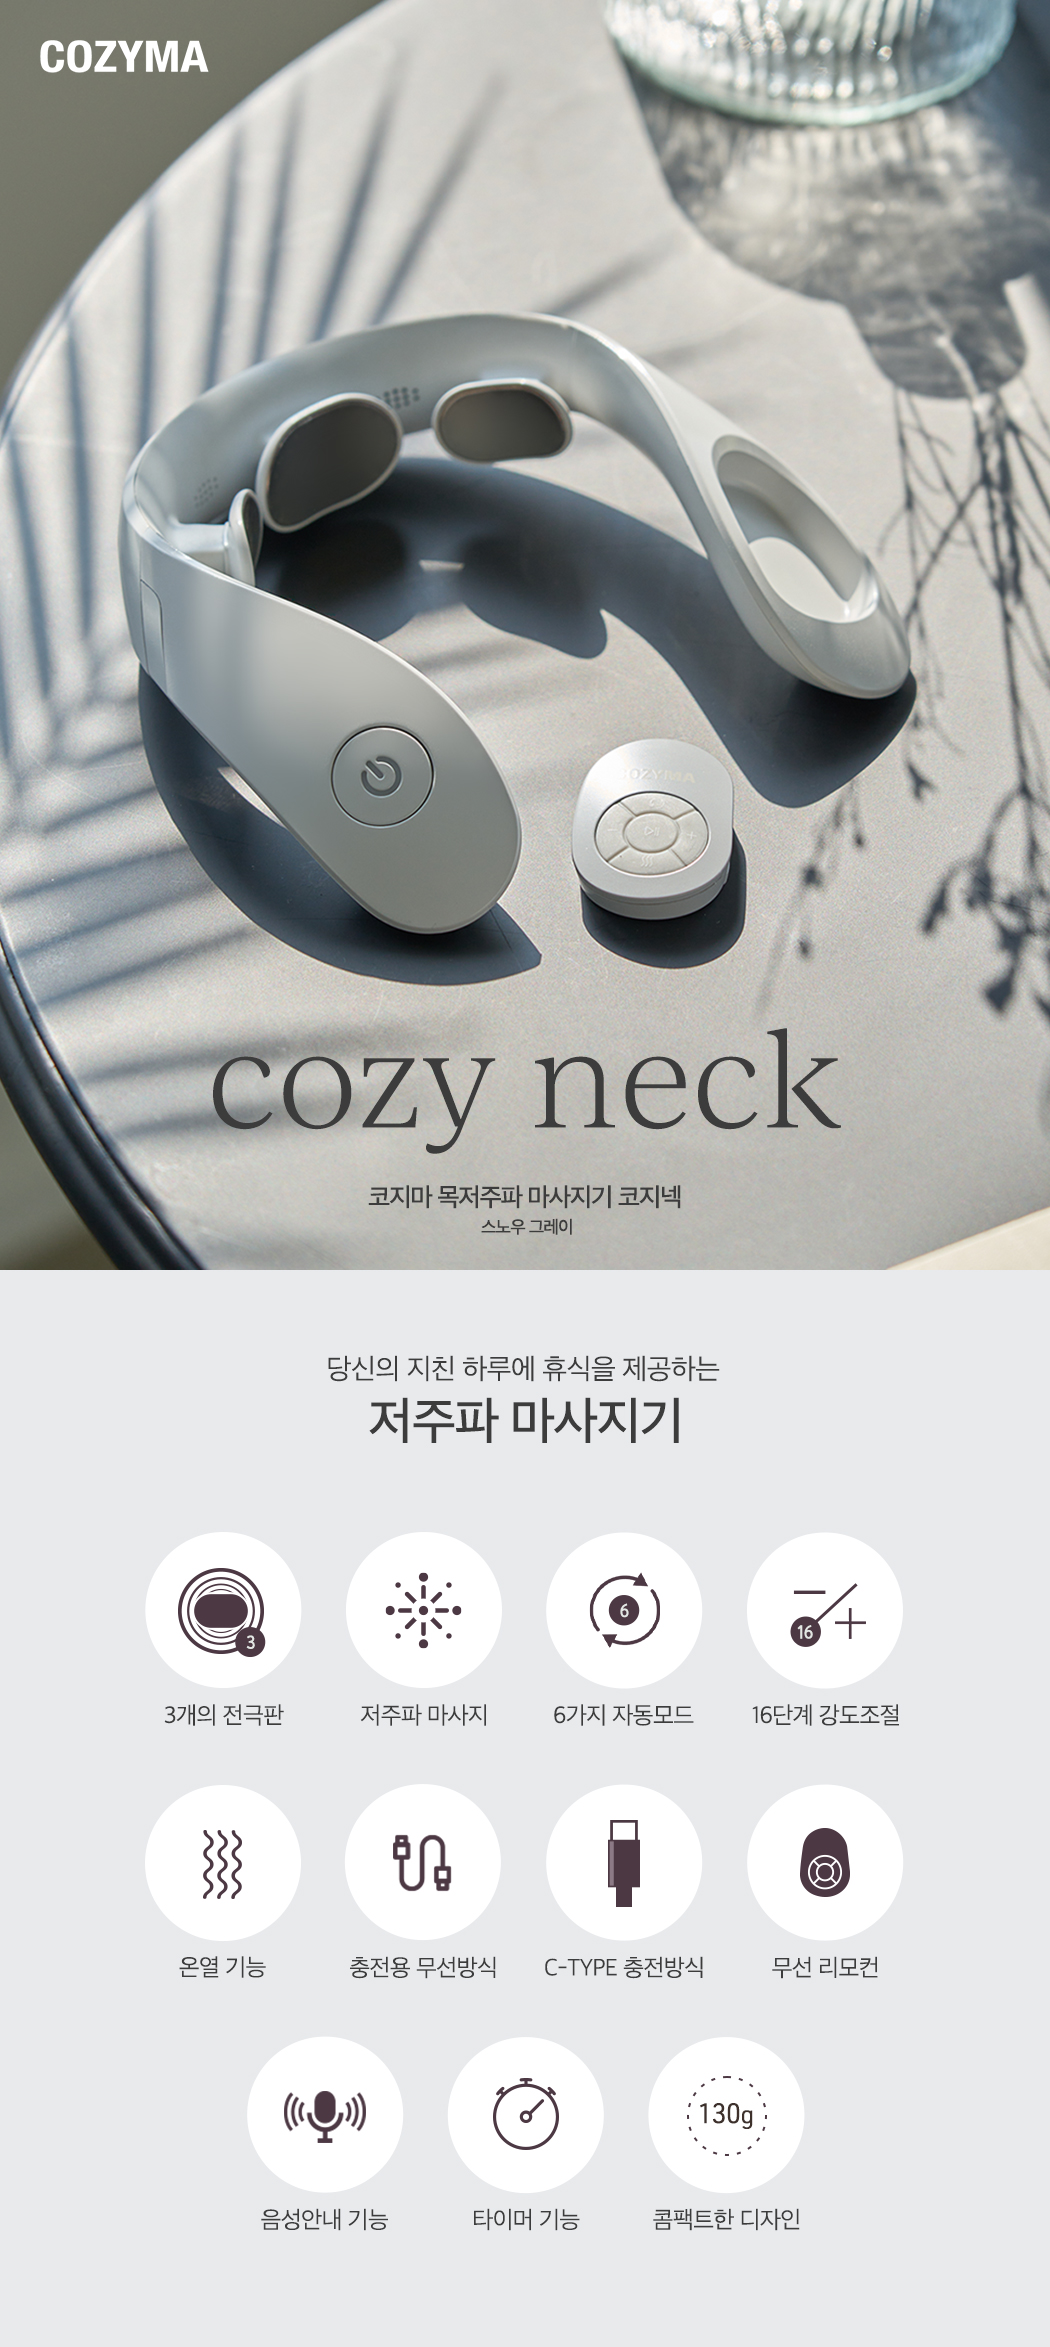 COZYMA
COZYMA
cozy neck
코지마 목저주파 마사지기 코지넥
스노우 그레이
당신의 지친 하루에 휴식을 제공하는
저주파 마사지기
3
6
16
3개의 전극판
저주파 마사지
6가지 자동모드
16단계 강도조절
온열 기능
충전용 무선방식
C-TYPE 충전방식
무선 리모컨
130g
음성안내 기능
타이머 기능
콤팩트한 디자인